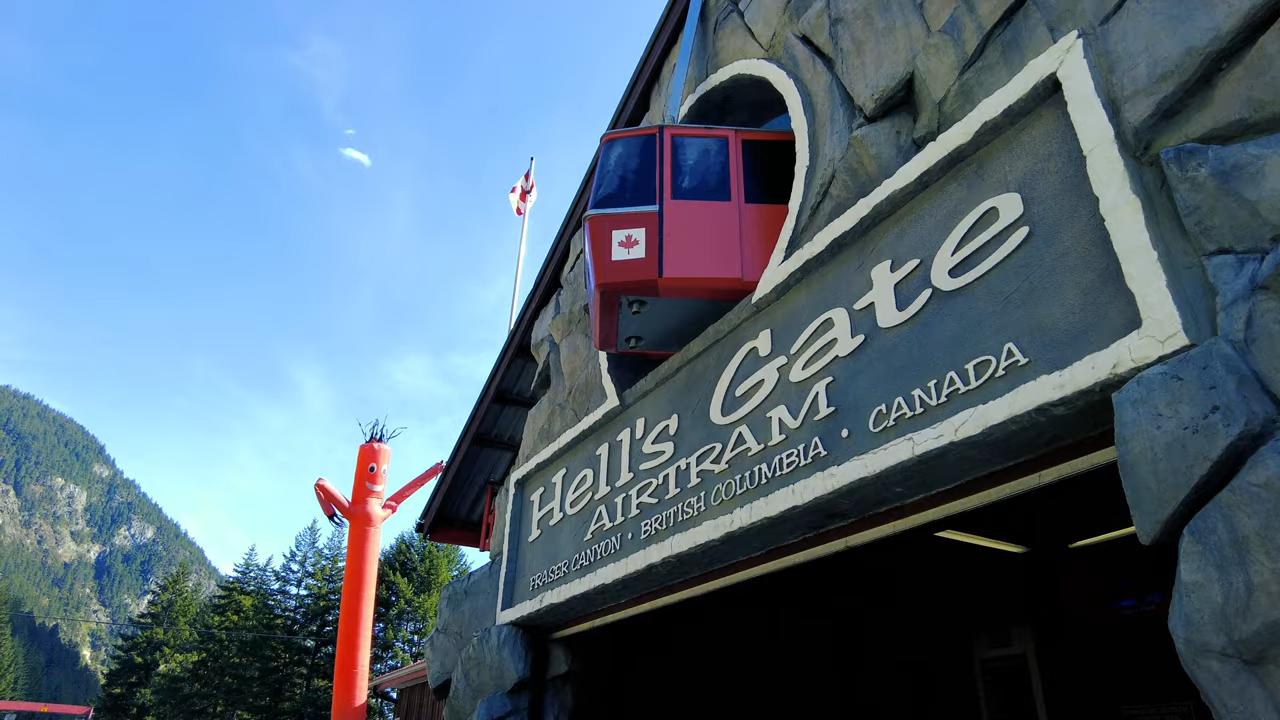 Hell's Gate
AIRTRAM
FRASER CANYON • BRITISH COLUMBIA • CANADA